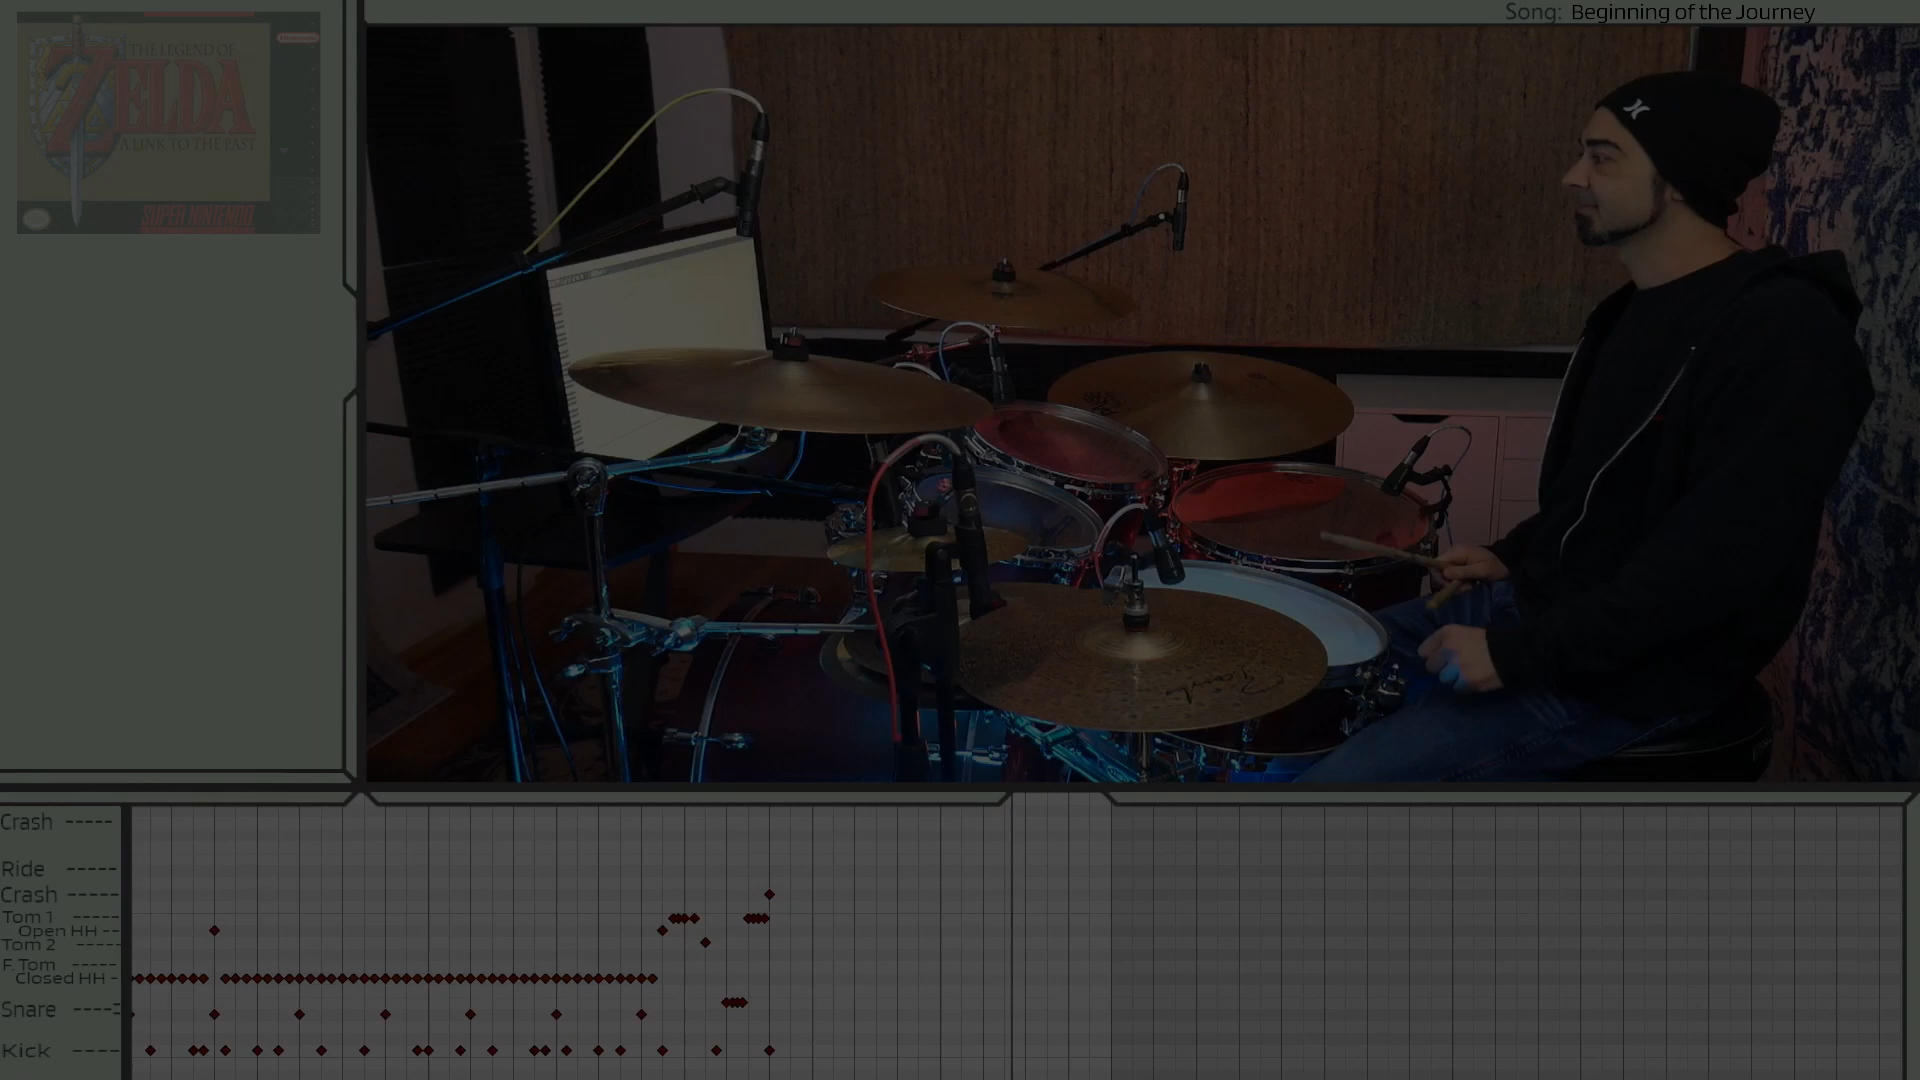 Song: Beginning of the Journey
THE LEGEND OF
ZELDA
A LINK TO THE PAST
SUPER NINTENDO
Crash
Ride
Crash
Tom 1
Open HH
Tom 2
F. Tom
Closed HH
Snare
Kick